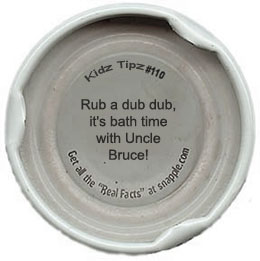 Kidz Tipz #110
Rub a dub dub,
it's bath time
with Uncle
Bruce!
Get all the "Real Facts" at snapple.com